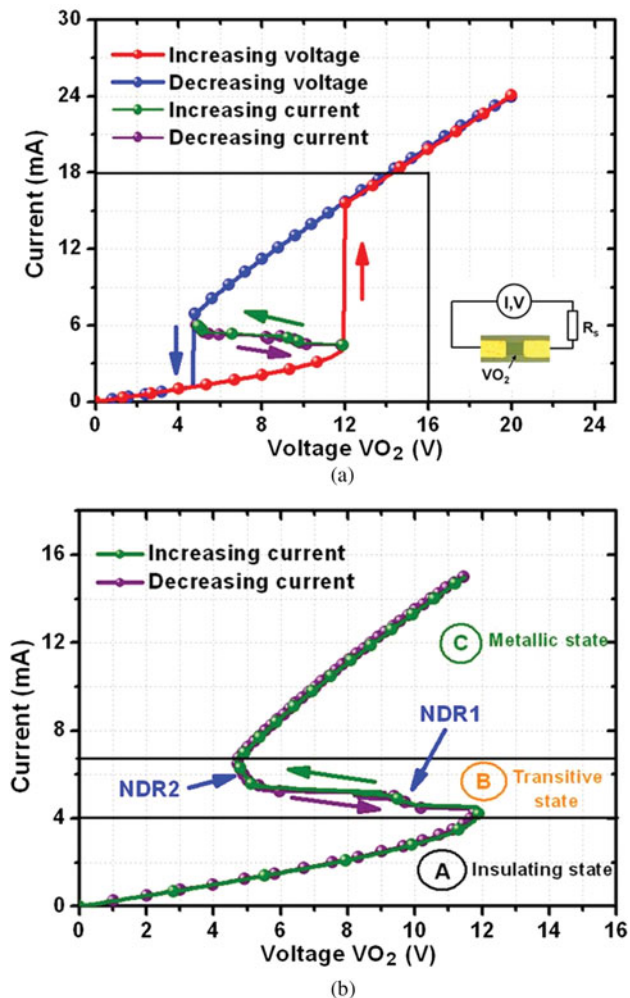 30
24
18
12
6
0
Current (mA)
Increasing voltage
Decreasing voltage
Increasing current
Decreasing current
I,V
Rs
VO2
0 4 8 12 16 20 24
Voltage VO2 (V)
(a)
16
12
8
4
0
Current (mA)
Increasing current
Decreasing current
C Metallic state
NDR1
NDR2
B Transitive
state
A Insulating state
0 2 4 6 8 10 12 14 16
Voltage VO2 (V)
(b)